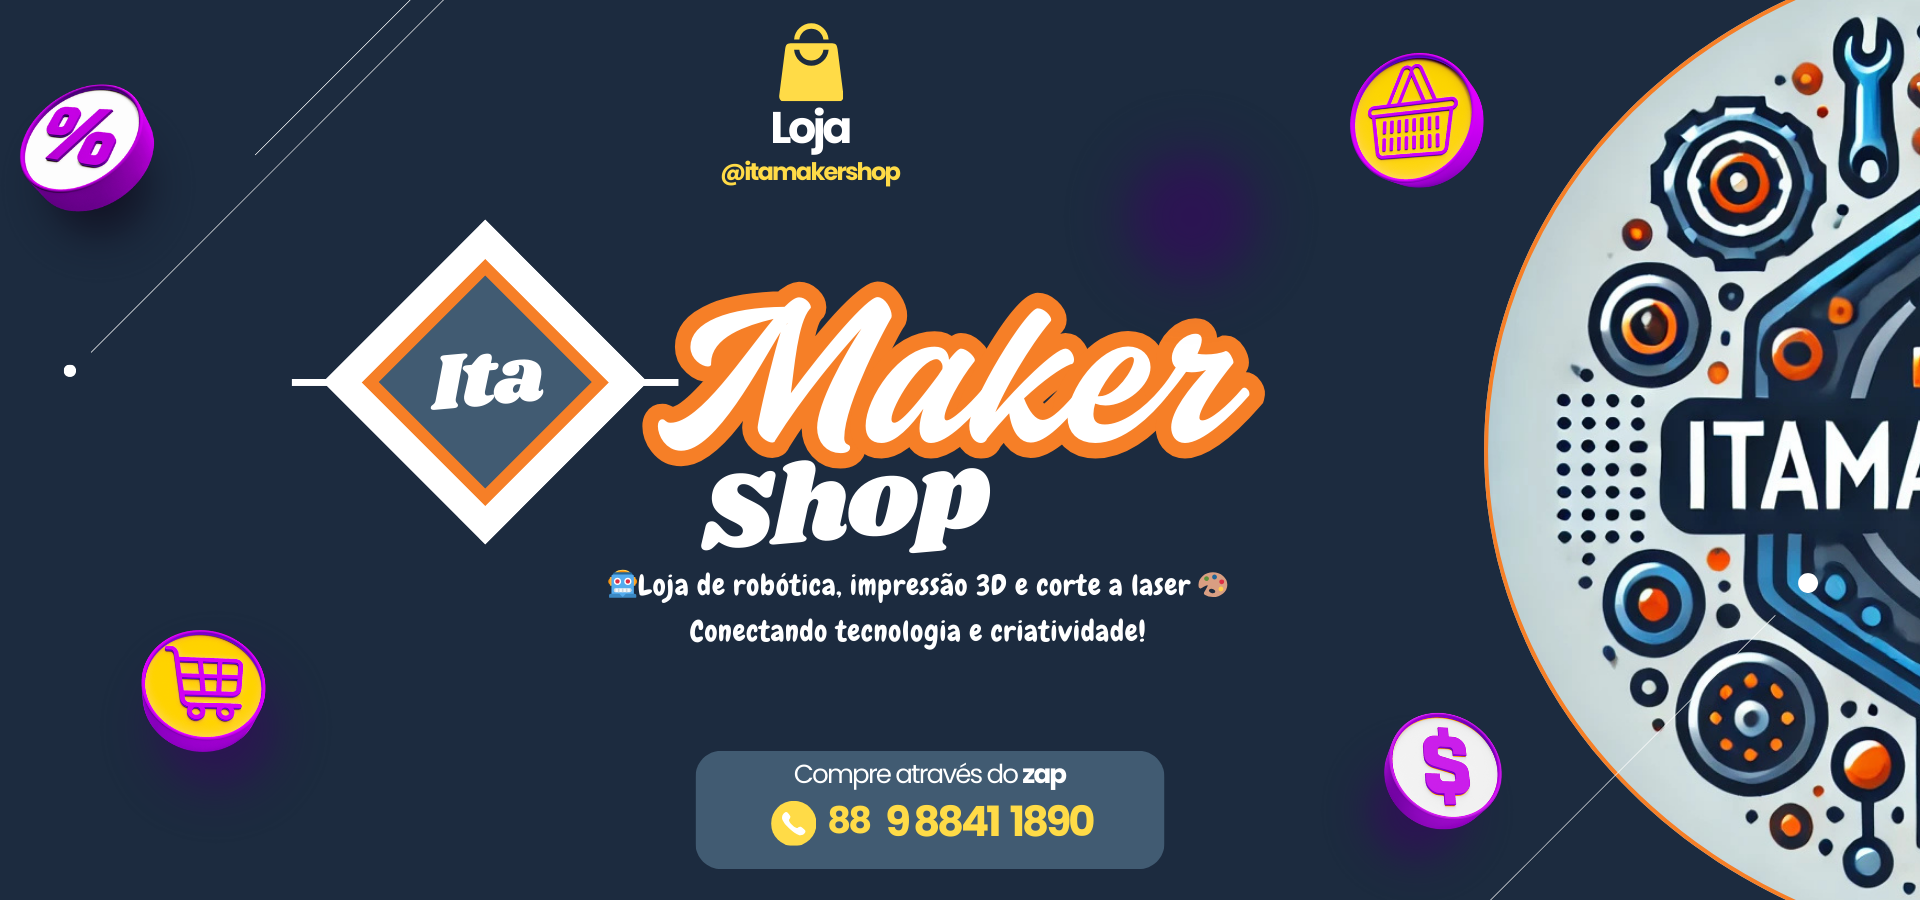 Loja
@itamakershop
Ita
Maker
Shop
🤖Loja de robótica, impressão 3D e corte a laser 🎨
Conectando tecnologia e criatividade!
Compre através do zap
88 9 8841 1890
%
$
ITAMA